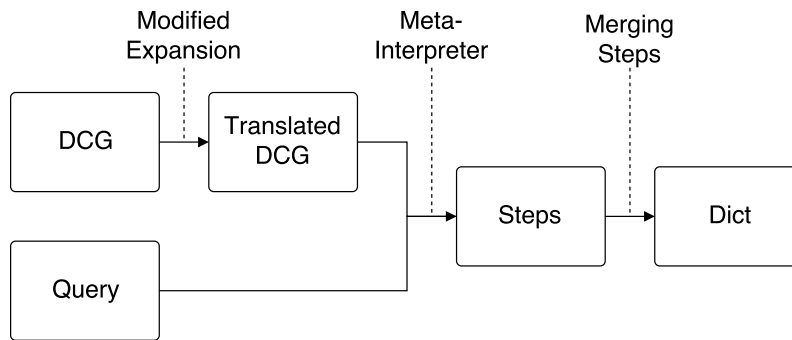 Modified
Expansion
Meta-
Interpreter
Merging
Steps
DCG
Translated
DCG
Steps
Dict
Query